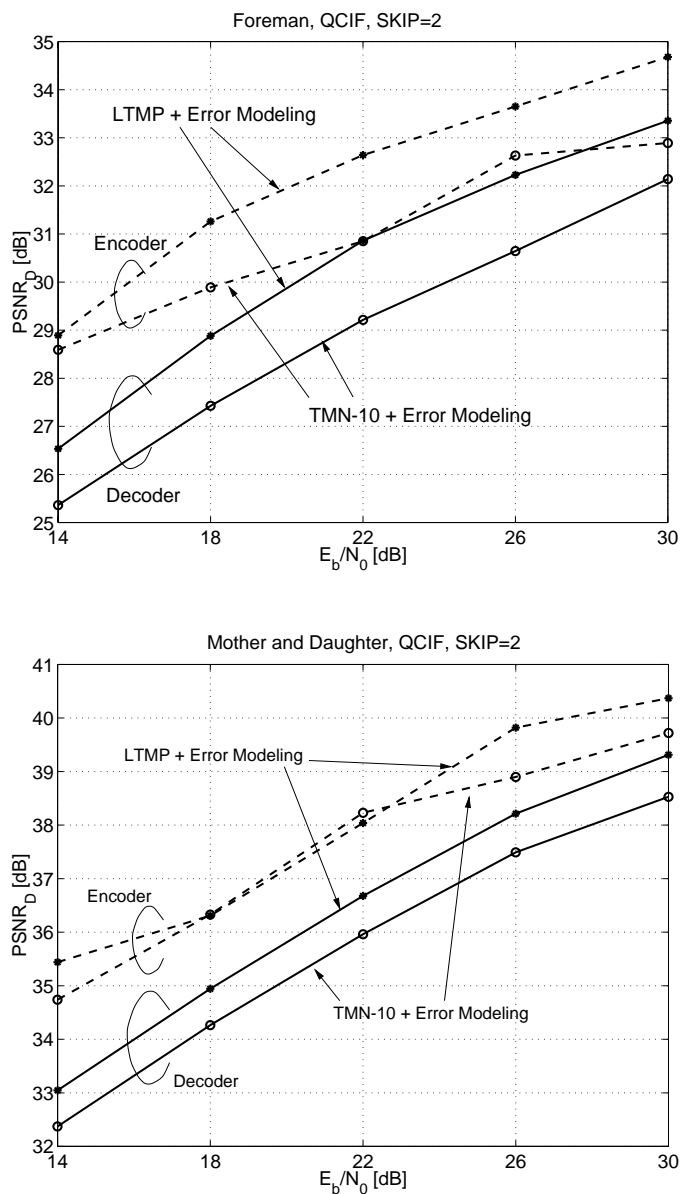 Foreman, QCIF, SKIP=2
35
34
33
32
31
30
29
28
27
26
25
PSNR_D [dB]
LTMP + Error Modeling
Encoder
TMN-10 + Error Modeling
Decoder
14 18 22 26 30
E_b/N_0 [dB]
Mother and Daughter, QCIF, SKIP=2
41
40
39
38
37
36
35
34
33
32
PSNR_D [dB]
LTMP + Error Modeling
Encoder
TMN-10 + Error Modeling
Decoder
14 18 22 26 30
E_b/N_0 [dB]